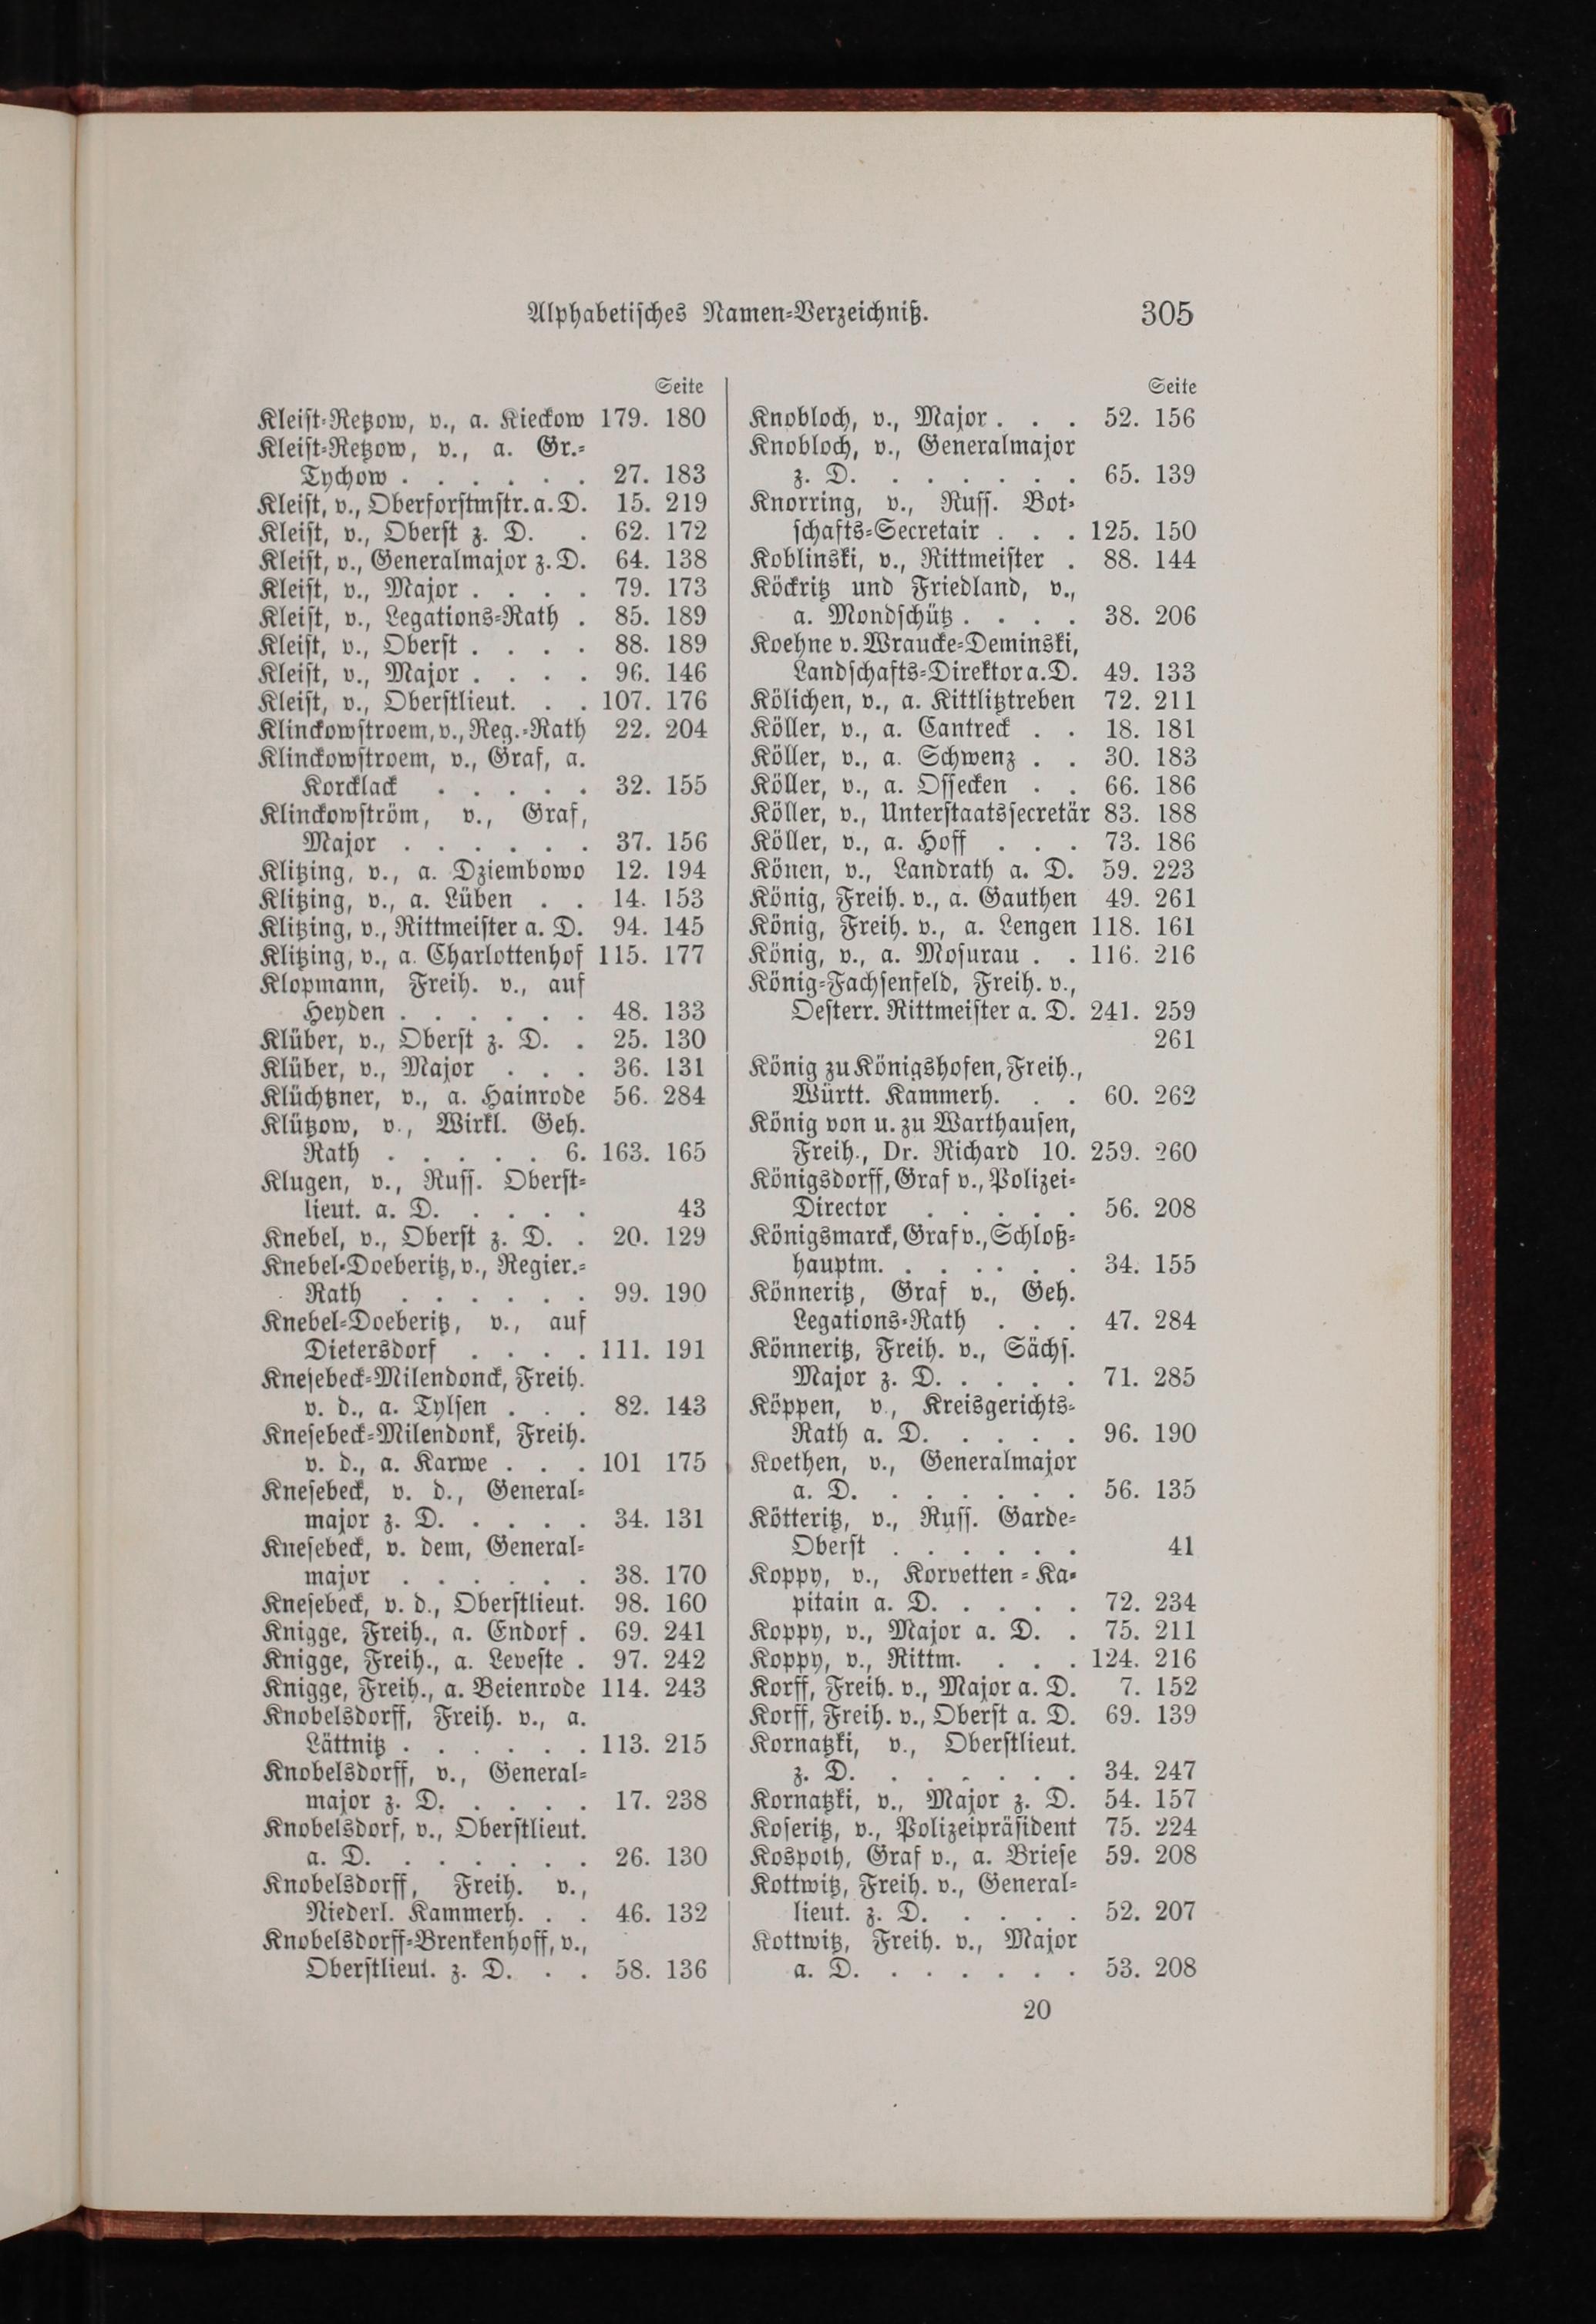 Alphabetisches Namen-Verzeichniß. 305
Seite
Kleist-Retzow, v., a. Kieckow 179. 180
Kleist-Retzow, v., a. Gr.-
Tychow . . . . . . . 27. 183
Kleist, v., Oberforstmstr. a. D. 15. 219
Kleist, v., Oberst z. D. . 62. 172
Kleist, v., Generalmajor z. D. 64. 138
Kleist, v., Major . . . . 79. 173
Kleist, v., Legations-Rath . 85. 189
Kleist, v., Oberst . . . . 88. 189
Kleist, v., Major . . . . 96. 146
Kleist, v., Oberstlieut. . . 107. 176
Klinckowstroem, v., Reg.-Rath 22. 204
Klinckowstroem, v., Graf, a.
Korcklack . . . . . 32. 155
Klinckowström, v., Graf,
Major . . . . . . 37. 156
Klitzing, v., a. Dziembowo 12. 194
Klitzing, v., a. Lüben . . 14. 153
Klitzing, v., Rittmeister a. D. 94. 145
Klitzing, v., a. Charlottenhof 115. 177
Klopmann, Freih. v., auf
Heyden . . . . . . 48. 133
Klüber, v., Oberst z. D. . 25. 130
Klüber, v., Major . . . 36. 131
Klüchtzner, v., a. Hainrode 56. 284
Klützow, v., Wirkl. Geh.
Rath . . . . . 6. 163. 165
Klugen, v., Russ. Oberst-
lieut. a. D. . . . . . 43
Knebel, v., Oberst z. D. . 20. 129
Knebel-Doeberitz, v., Regier.-
Rath . . . . . . 99. 190
Knebel-Doeberitz, v., auf
Dietersdorf . . . . 111. 191
Knesebeck-Milendonck, Freih.
v. d., a. Tylsen . . . 82. 143
Knesebeck-Milendonk, Freih.
v. d., a. Karwe . . . 101 175
Knesebeck, v. d., General-
major z. D. . . . . . 34. 131
Knesebeck, v. dem, General-
major . . . . . . 38. 170
Knesebeck, v. d., Oberstlieut. 98. 160
Knigge, Freih., a. Endorf . 69. 241
Knigge, Freih., a. Leveste . 97. 242
Knigge, Freih., a. Beienrode 114. 243
Knobelsdorff, Freih. v., a.
Lättnitz . . . . . . 113. 215
Knobelsdorff, v., General-
major z. D. . . . . . 17. 238
Knobelsdorf, v., Oberstlieut.
a. D. . . . . . . 26. 130
Knobelsdorff, Freih. v.,
Niederl. Kammerh. . . 46. 132
Knobelsdorff-Brenkenhoff, v.,
Oberstlieut. z. D. . . 58. 136
Seite
Knobloch, v., Major . . . 52. 156
Knobloch, v., Generalmajor
z. D. . . . . . . 65. 139
Knorring, v., Russ. Bot-
schafts-Secretair . . . 125. 150
Koblinski, v., Rittmeister . 88. 144
Köckritz und Friedland, v.,
a. Mondschütz . . . . 38. 206
Koehne v. Wraucke-Deminski,
Landschafts-Direktor a. D. 49. 133
Kölichen, v., a. Kittlitztreben 72. 211
Köller, v., a. Cantreck . . 18. 181
Köller, v., a. Schwenz . . 30. 183
Köller, v., a. Ossecken . . 66. 186
Köller, v., Unterstaatssecretär 83. 188
Köller, v., a. Hoff . . . 73. 186
Könen, v., Landrath a. D. 59. 223
König, Freih. v., a. Gauthen 49. 261
König, Freih. v., a. Lengen 118. 161
König, v., a. Mosurau . . 116. 216
König-Fachsenfeld, Freih. v.,
Oesterr. Rittmeister a. D. 241. 259
261
König zu Königshofen, Freih.,
Württ. Kammerh. . . 60. 262
König von u. zu Warthausen,
Freih., Dr. Richard 10. 259. 260
Königsdorff, Graf v., Polizei-
Director . . . . . 56. 208
Königsmarck, Graf v., Schloß-
hauptm. . . . . . . 34. 155
Könneritz, Graf v., Geh.
Legations-Rath . . . 47. 284
Könneritz, Freih. v., Sächs.
Major z. D. . . . . . 71. 285
Köppen, v., Kreisgerichts-
Rath a. D. . . . . . 96. 190
Koethen, v., Generalmajor
a. D. . . . . . . 56. 135
Kötteritz, v., Russ. Garde-
Oberst . . . . . . 41
Koppy, v., Korvetten-Ka-
pitain a. D. . . . . . 72. 234
Koppy, v., Major a. D. . 75. 211
Koppy, v., Rittm. . . . 124. 216
Korff, Freih. v., Major a. D. 7. 152
Korff, Freih. v., Oberst a. D. 69. 139
Kornatzki, v., Oberstlieut.
z. D. . . . . . . 34. 247
Kornatzki, v., Major z. D. 54. 157
Koseritz, v., Polizeipräsident 75. 224
Kospoth, Graf v., a. Briese 59. 208
Kottwitz, Freih. v., General-
lieut. z. D. . . . . . 52. 207
Kottwitz, Freih. v., Major
a. D. . . . . . . 53. 208
20